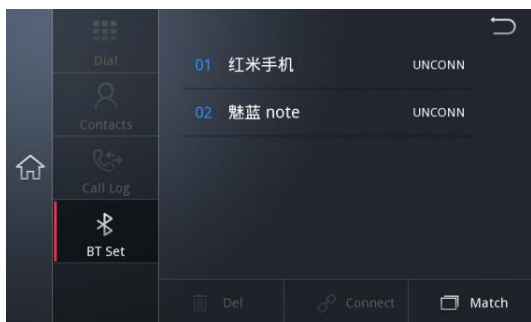 Dial
Contacts
Call Log
BT Set
01 红米手机 UNCONN
02 魅蓝 note UNCONN
Del Connect Match